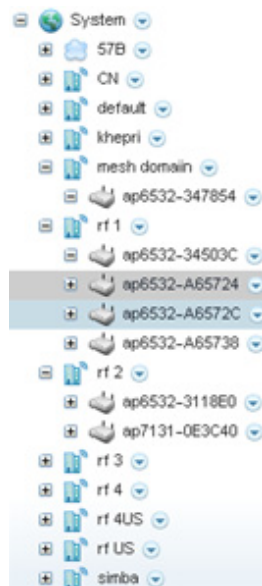 System
57B
CN
default
khepri
mesh domaiin
ap6532-347854
rf 1
ap6532-34503C
ap6532-A65724
ap6532-A6572C
ap6532-A65738
rf 2
ap6532-3118E0
ap7131-0E3C40
rf 3
rf 4
rf 4US
rf US
simba